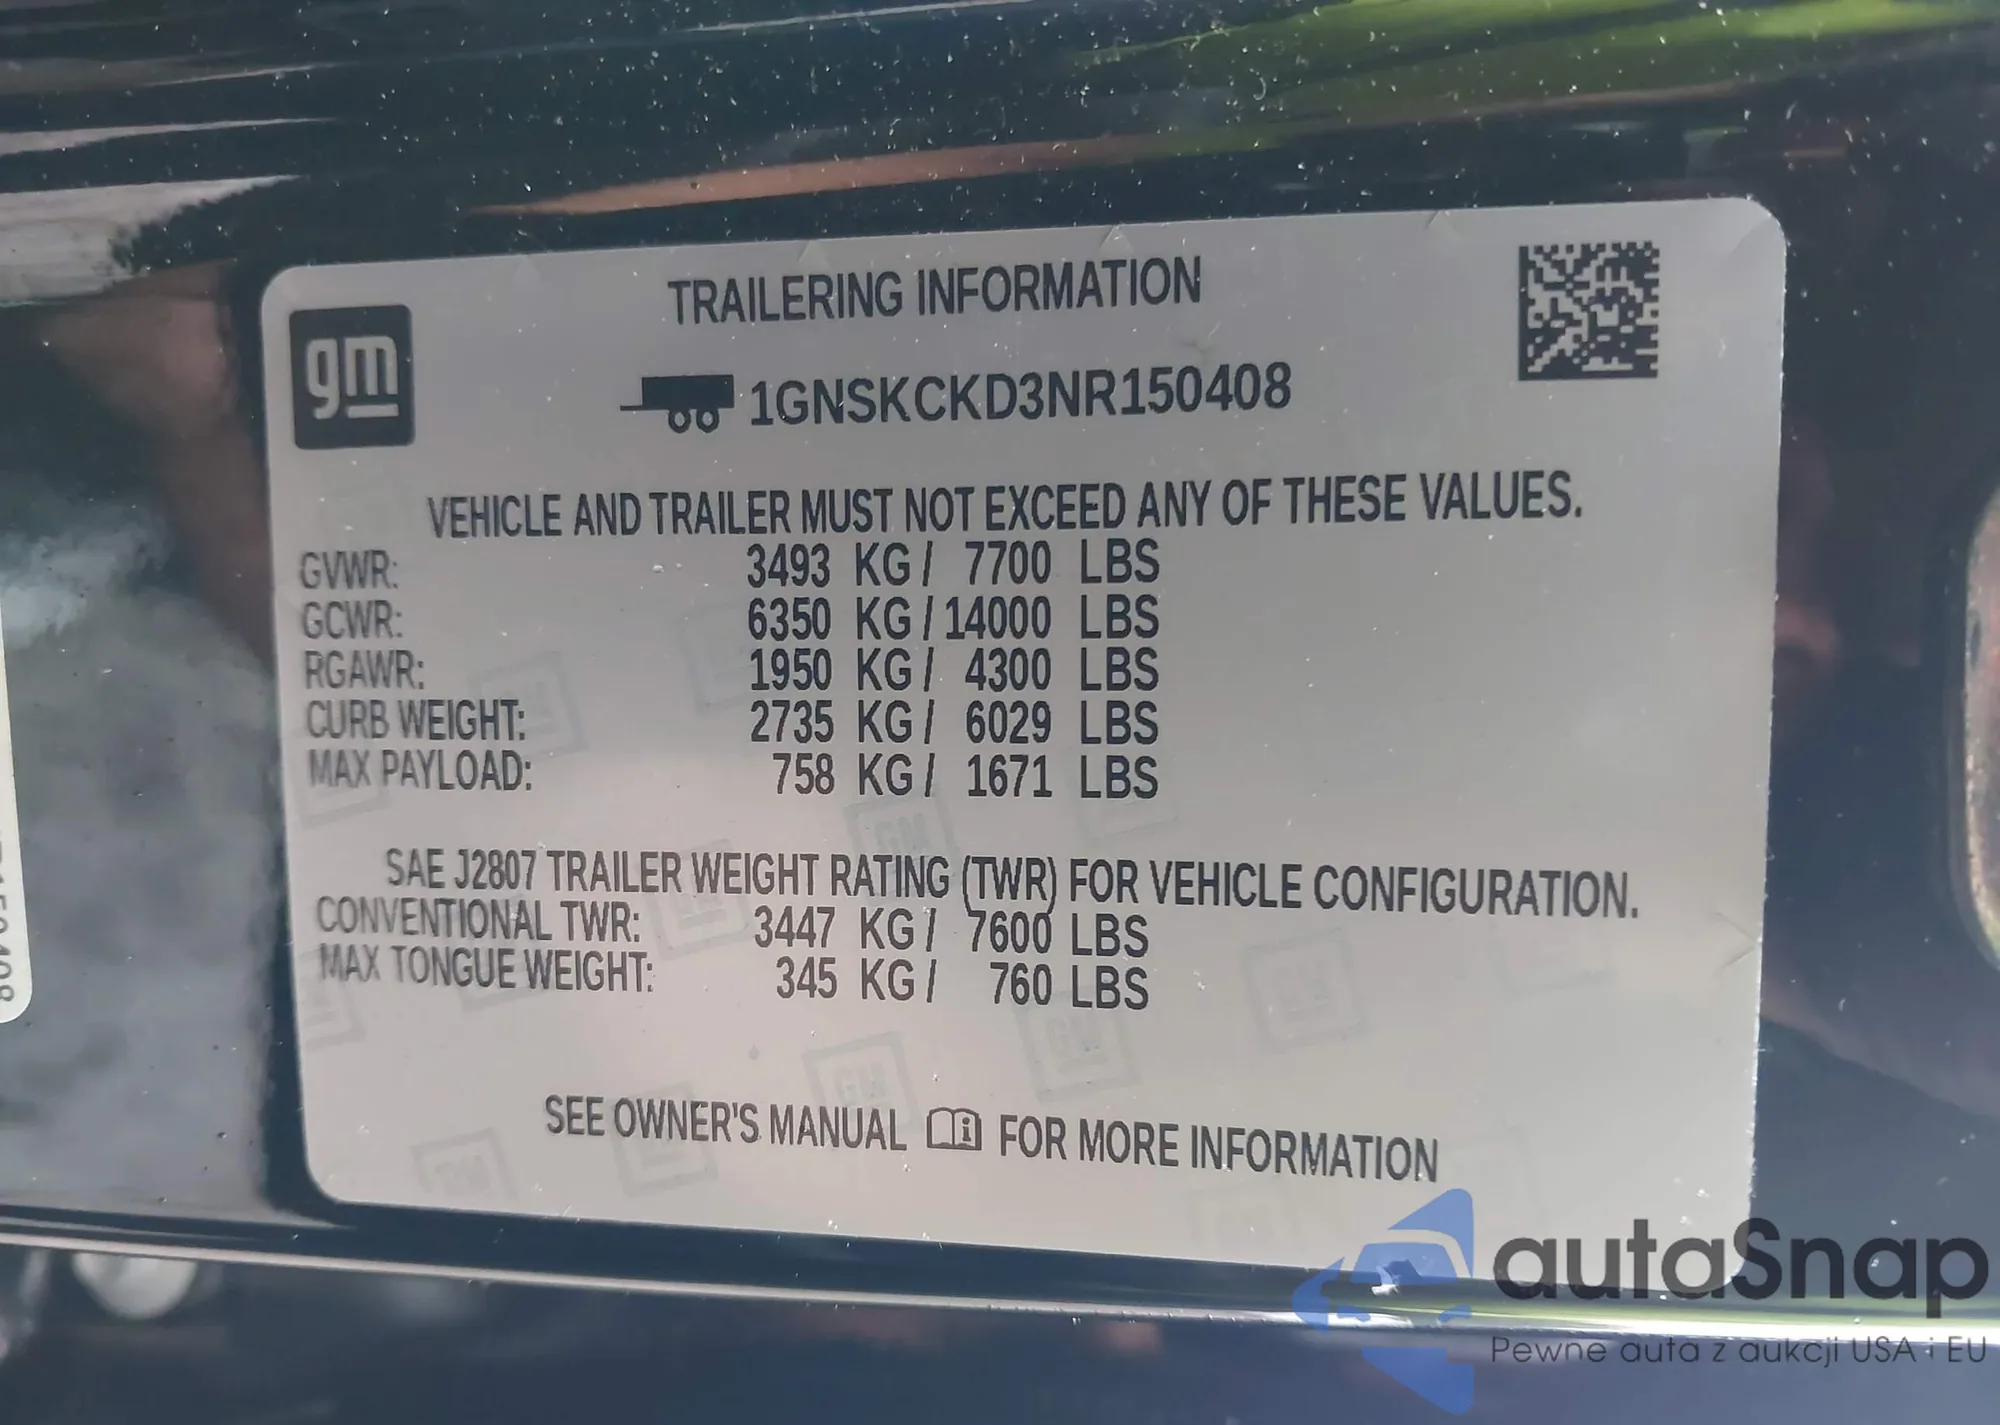 gm
TRAILERING INFORMATION
1GNSKCKD3NR150408
VEHICLE AND TRAILER MUST NOT EXCEED ANY OF THESE VALUES.
GVWR: 3493 KG / 7700 LBS
GCWR: 6350 KG / 14000 LBS
RGAWR: 1950 KG / 4300 LBS
CURB WEIGHT: 2735 KG / 6029 LBS
MAX PAYLOAD: 758 KG / 1671 LBS
SAE J2807 TRAILER WEIGHT RATING (TWR) FOR VEHICLE CONFIGURATION.
CONVENTIONAL TWR: 3447 KG / 7600 LBS
MAX TONGUE WEIGHT: 345 KG / 760 LBS
SEE OWNER'S MANUAL FOR MORE INFORMATION
autaSnap
Pewne auta z aukcji USA i EU